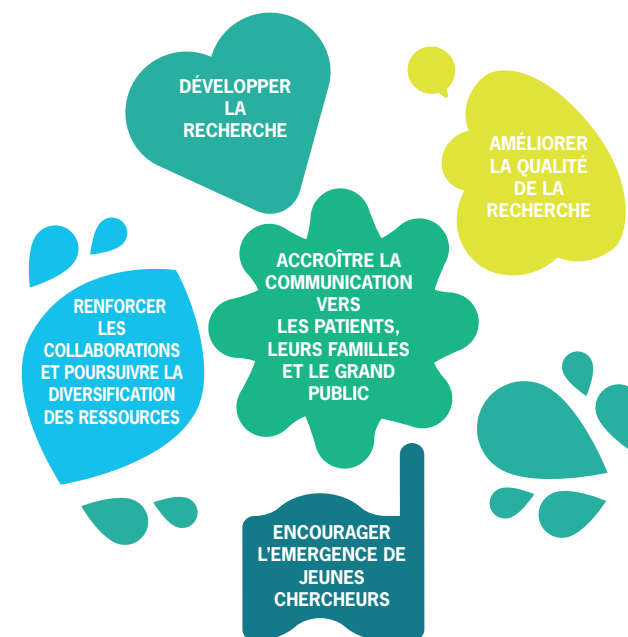 DÉVELOPPER
LA
RECHERCHE
AMÉLIORER
LA QUALITÉ
DE LA
RECHERCHE
ACCROÎTRE LA
COMMUNICATION
VERS
LES PATIENTS,
LEURS FAMILLES
ET LE GRAND
PUBLIC
RENFORCER
LES
COLLABORATIONS
ET POURSUIVRE LA
DIVERSIFICATION
DES RESSOURCES
ENCOURAGER
L'EMERGENCE DE
JEUNES
CHERCHEURS